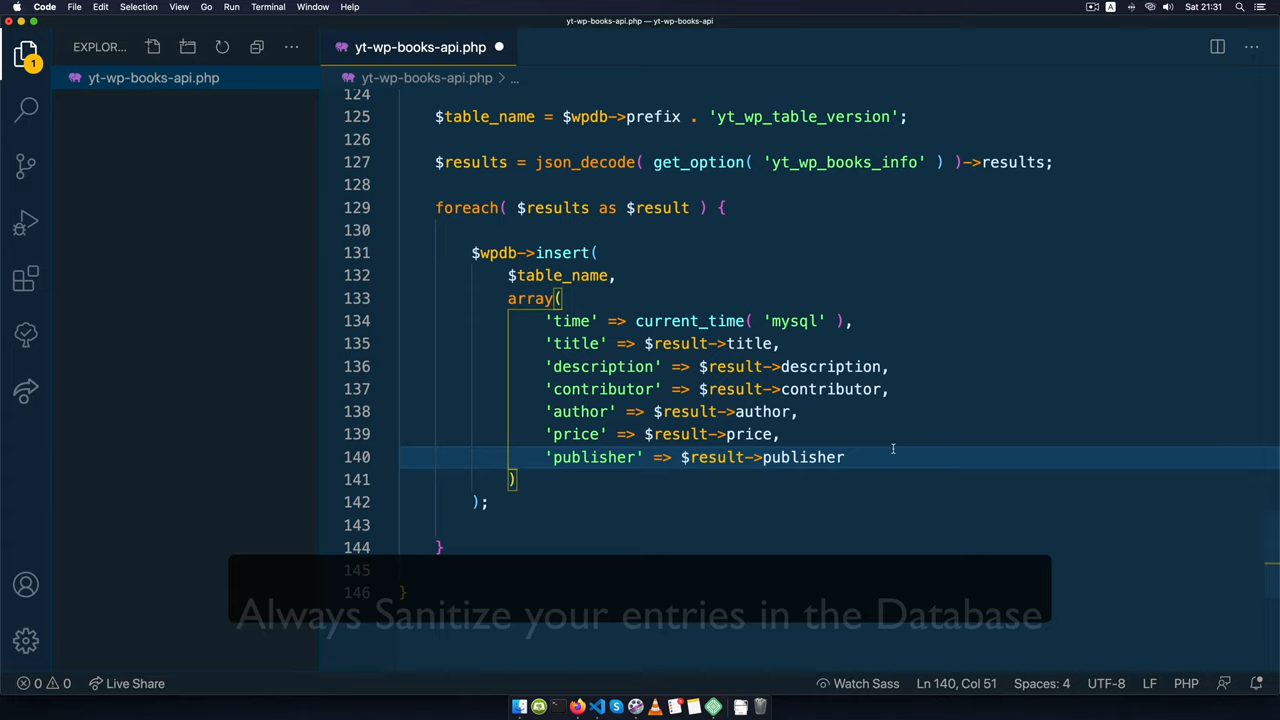 Code File Edit Selection View Go Run Terminal Window Help Sat 21:31
yt-wp-books-api.php — yt-wp-books-api
EXPLOR... yt-wp-books-api.php
yt-wp-books-api.php yt-wp-books-api.php > ...
1
124
125 $table_name = $wpdb->prefix . 'yt_wp_table_version';
126
127 $results = json_decode( get_option( 'yt_wp_books_info' ) )->results;
128
129 foreach( $results as $result ) {
130
131 $wpdb->insert(
132 $table_name,
133 array(
134 'time' => current_time( 'mysql' ),
135 'title' => $result->title,
136 'description' => $result->description,
137 'contributor' => $result->contributor,
138 'author' => $result->author,
139 'price' => $result->price,
140 'publisher' => $result->publisher
141 )
142 );
143
144 }
145
146 }
Always Sanitize your entries in the Database
0 0 Live Share Watch Sass Ln 140, Col 51 Spaces: 4 UTF-8 LF PHP